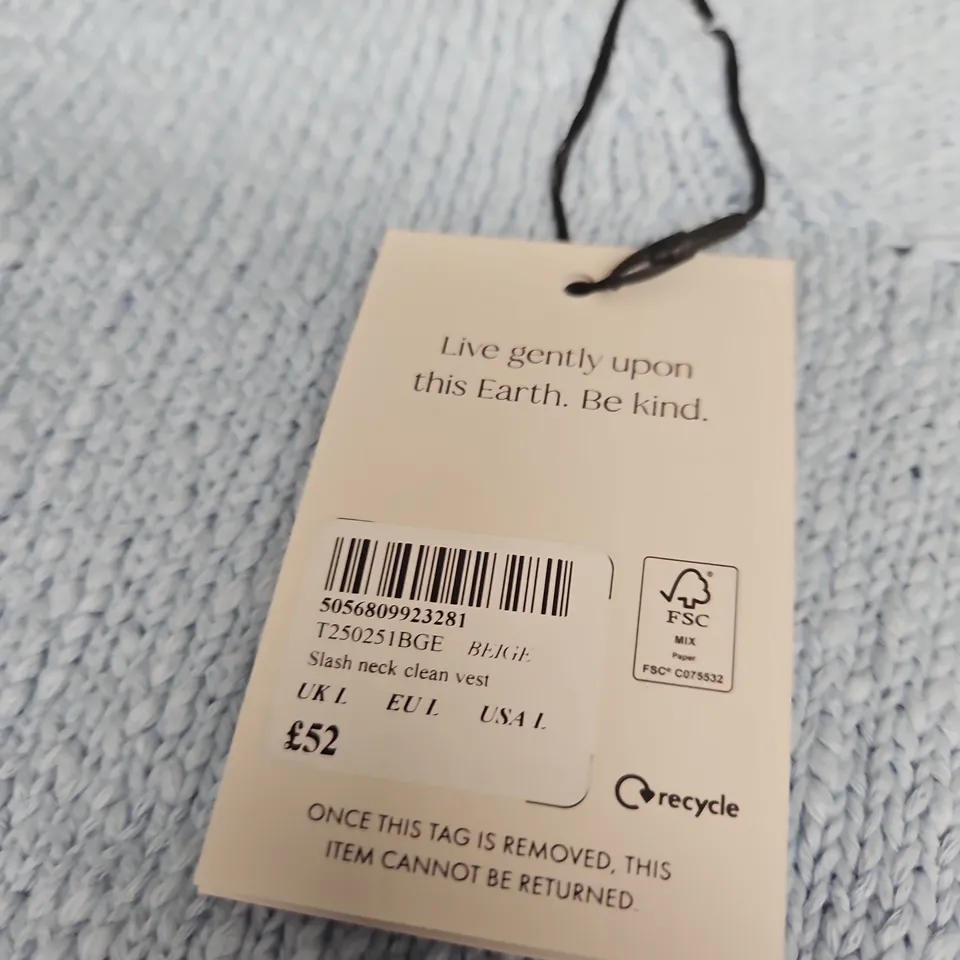 Live gently upon
this Earth. Be kind.
5056809923281
T250251BGE BEIGE
Slash neck clean vest
UK L EU L USA L
£52
FSC®
MIX
Paper
FSC® C075532
recycle
ONCE THIS TAG IS REMOVED, THIS
ITEM CANNOT BE RETURNED.